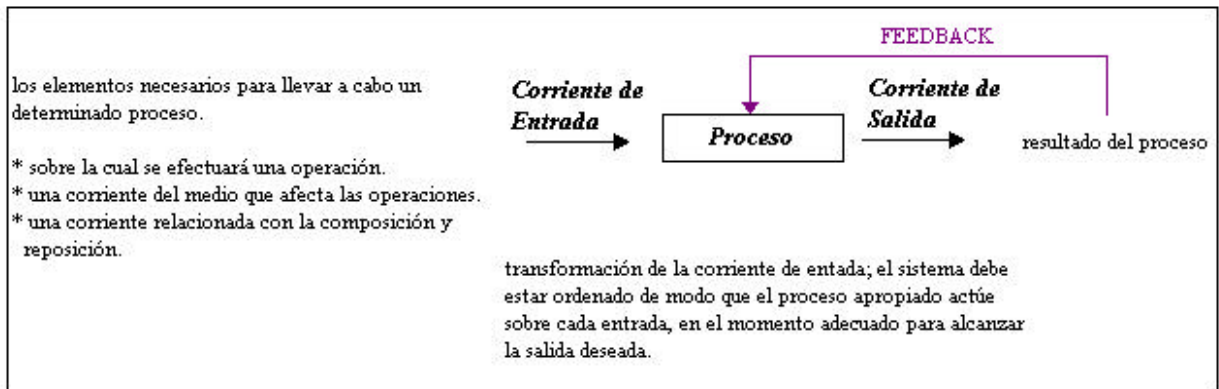 FEEDBACK
los elementos necesarios para llevar a cabo un
determinado proceso.
* sobre la cual se efectuará una operación.
* una corriente del medio que afecta las operaciones.
* una corriente relacionada con la composición y
reposición.
Corriente de
Entrada
Proceso
Corriente de
Salida
resultado del proceso
transformación de la corriente de entada; el sistema debe
estar ordenado de modo que el proceso apropiado actúe
sobre cada entrada, en el momento adecuado para alcanzar
la salida deseada.